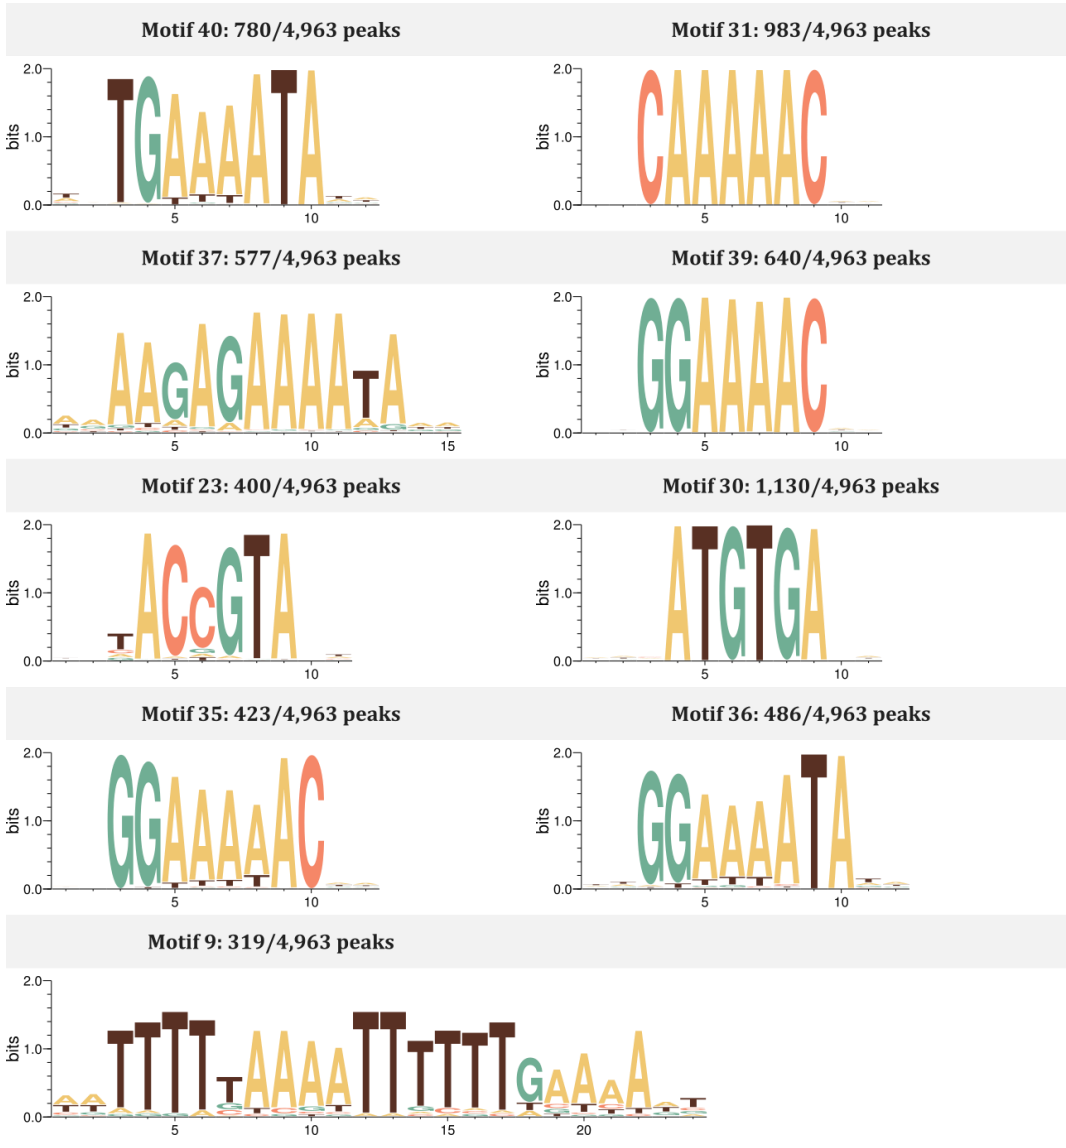 Motif 40: 780/4,963 peaks
2.0
1.0
0.0
bits
TGAAAATA
5 10
Motif 31: 983/4,963 peaks
2.0
1.0
0.0
bits
CAAAAAC
5 10
Motif 37: 577/4,963 peaks
2.0
1.0
0.0
bits
AAGAGAAAATA
5 10 15
Motif 39: 640/4,963 peaks
2.0
1.0
0.0
bits
GGAAAAC
5 10
Motif 23: 400/4,963 peaks
2.0
1.0
0.0
bits
TACCGTA
5 10
Motif 30: 1,130/4,963 peaks
2.0
1.0
0.0
bits
ATGTGA
5 10
Motif 35: 423/4,963 peaks
2.0
1.0
0.0
bits
GGAAAAAC
5 10
Motif 36: 486/4,963 peaks
2.0
1.0
0.0
bits
GGAAAATA
5 10
Motif 9: 319/4,963 peaks
2.0
1.0
0.0
bits
TTTTTAAAATTTTTTGAAAA
5 10 15 20